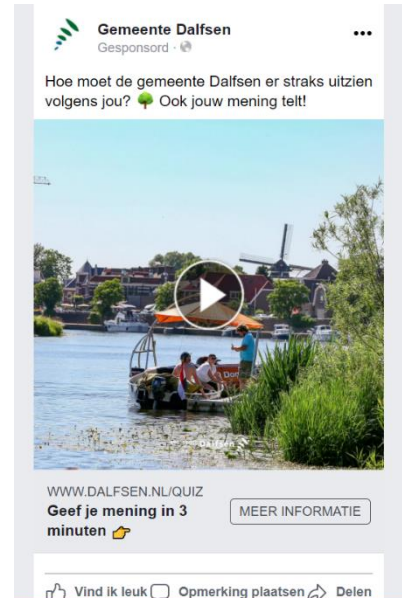 Gemeente Dalfsen
Gesponsord ·
Hoe moet de gemeente Dalfsen er straks uitzien
volgens jou? 🌳 Ook jouw mening telt!
Dalfsen
WWW.DALFSEN.NL/QUIZ
Geef je mening in 3
minuten 👉
MEER INFORMATIE
Vind ik leuk Opmerking plaatsen Delen